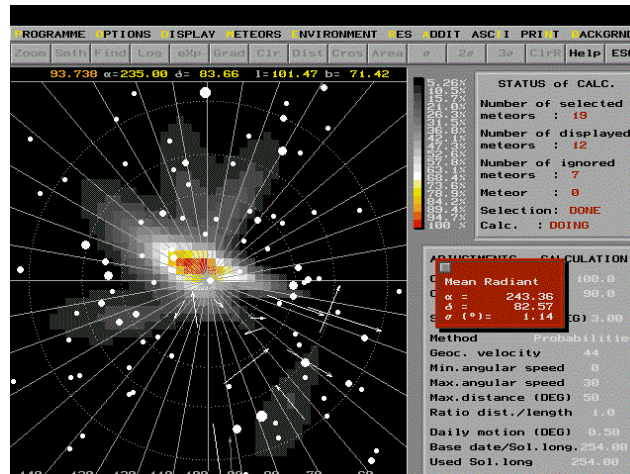 PROGRAMME OPTIONS DISPLAY METEORS ENVIRONMENT RES ADDIT ASCII PRINT BACKGRND
Zoom Smth Find Log eXp Grad Clr Dist Cros Area σ 2σ 3σ ClrR Help ESC
93.738 α=235.00 δ= 83.66 l=101.47 b= 71.42
5.26%
10.5%
15.7%
21.0%
26.3%
31.5%
36.8%
42.1%
47.3%
52.6%
57.8%
63.1%
68.4%
73.6%
78.9%
84.2%
89.4%
94.7%
100 %
STATUS of CALC.
Number of selected
meteors : 19
Number of displayed
meteors : 12
Number of ignored
meteors : 7
Meteor : 0
Selection: DONE
Calc. : DOING
CALCULATION
100.0
90.0
3.00
Mean Radiant
α = 243.36
δ = 82.57
σ (°)= 1.14
Method Probabilitie
Geoc. velocity 44
Min.angular speed 0
Max.angular speed 30
Max.distance (DEG) 50
Ratio dist./length 1.0
Daily motion (DEG) 0.58
Base date/Sol.long.254.00
Used Sol.long 254.00